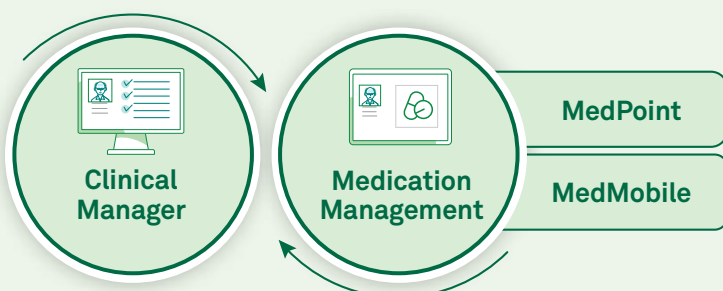 Clinical
Manager
Medication
Management
MedPoint
MedMobile